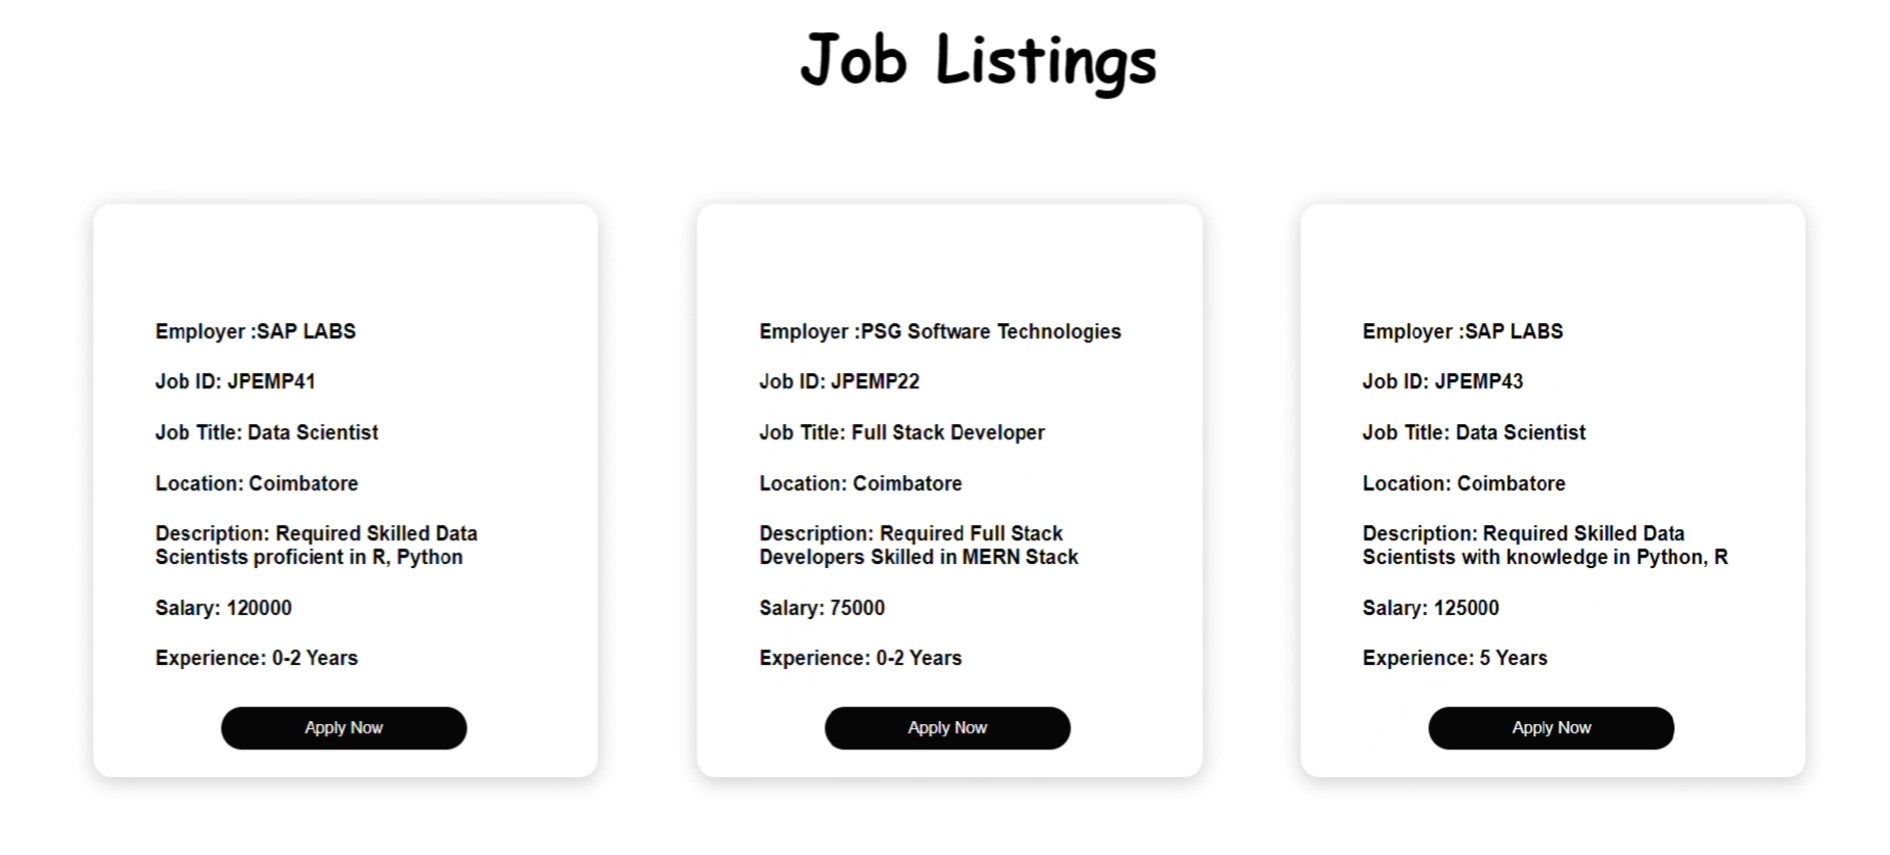 Job Listings
Employer :SAP LABS
Job ID: JPEMP41
Job Title: Data Scientist
Location: Coimbatore
Description: Required Skilled Data
Scientists proficient in R, Python
Salary: 120000
Experience: 0-2 Years
Apply Now
Employer :PSG Software Technologies
Job ID: JPEMP22
Job Title: Full Stack Developer
Location: Coimbatore
Description: Required Full Stack
Developers Skilled in MERN Stack
Salary: 75000
Experience: 0-2 Years
Apply Now
Employer :SAP LABS
Job ID: JPEMP43
Job Title: Data Scientist
Location: Coimbatore
Description: Required Skilled Data
Scientists with knowledge in Python, R
Salary: 125000
Experience: 5 Years
Apply Now